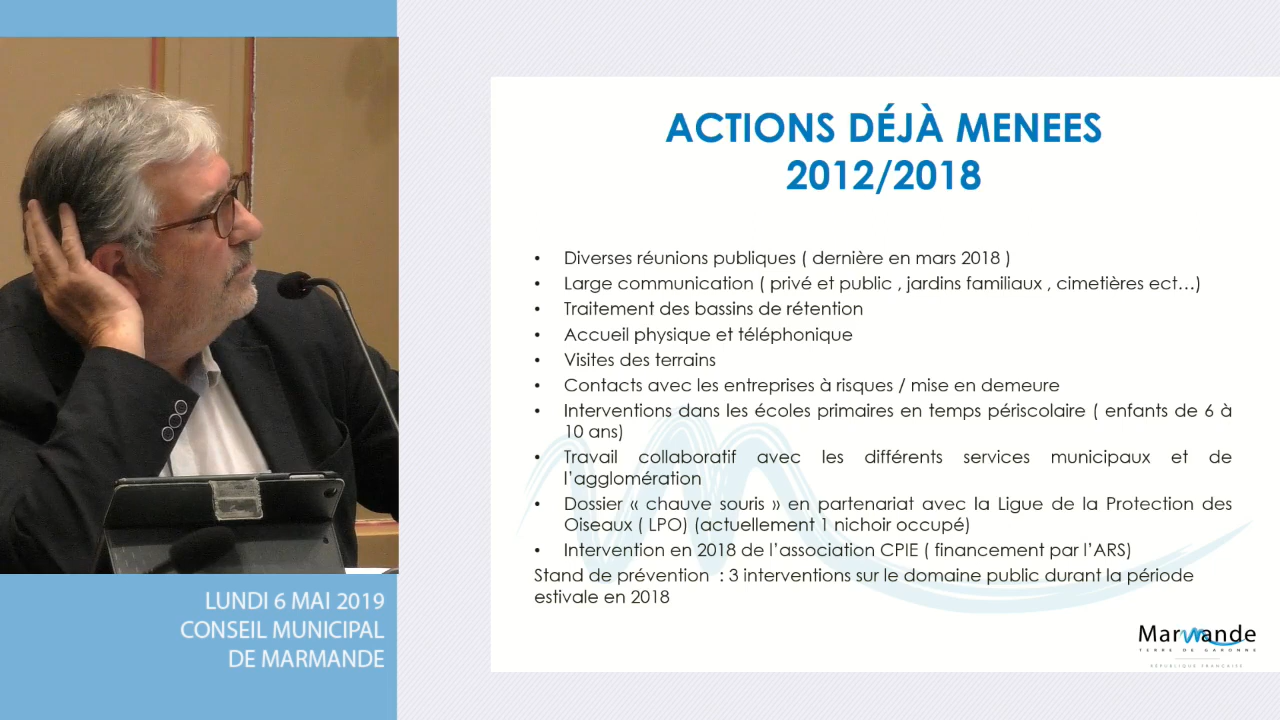 ACTIONS DÉJÀ MENEES
2012/2018
• Diverses réunions publiques ( dernière en mars 2018 )
• Large communication ( privé et public , jardins familiaux , cimetières ect…)
• Traitement des bassins de rétention
• Accueil physique et téléphonique
• Visites des terrains
• Contacts avec les entreprises à risques / mise en demeure
• Interventions dans les écoles primaires en temps périscolaire ( enfants de 6 à
10 ans)
• Travail collaboratif avec les différents services municipaux et de
l’agglomération
• Dossier « chauve souris » en partenariat avec la Ligue de la Protection des
Oiseaux ( LPO) (actuellement 1 nichoir occupé)
• Intervention en 2018 de l’association CPIE ( financement par l’ARS)
Stand de prévention : 3 interventions sur le domaine public durant la période
estivale en 2018
Marmande
TERRE DE GARONNE
RÉPUBLIQUE FRANÇAISE
LUNDI 6 MAI 2019
CONSEIL MUNICIPAL
DE MARMANDE